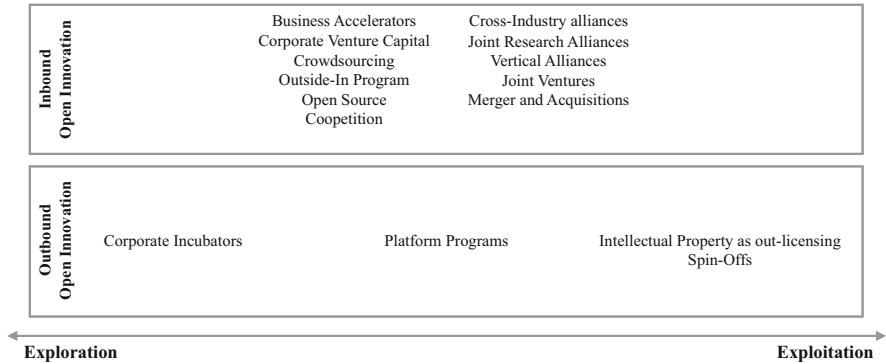 Inbound
Open Innovation
Business Accelerators
Corporate Venture Capital
Crowdsourcing
Outside-In Program
Open Source
Coopetition
Cross-Industry alliances
Joint Research Alliances
Vertical Alliances
Joint Ventures
Merger and Acquisitions
Outbound
Open Innovation
Corporate Incubators
Platform Programs
Intellectual Property as out-licensing
Spin-Offs
Exploration
Exploitation